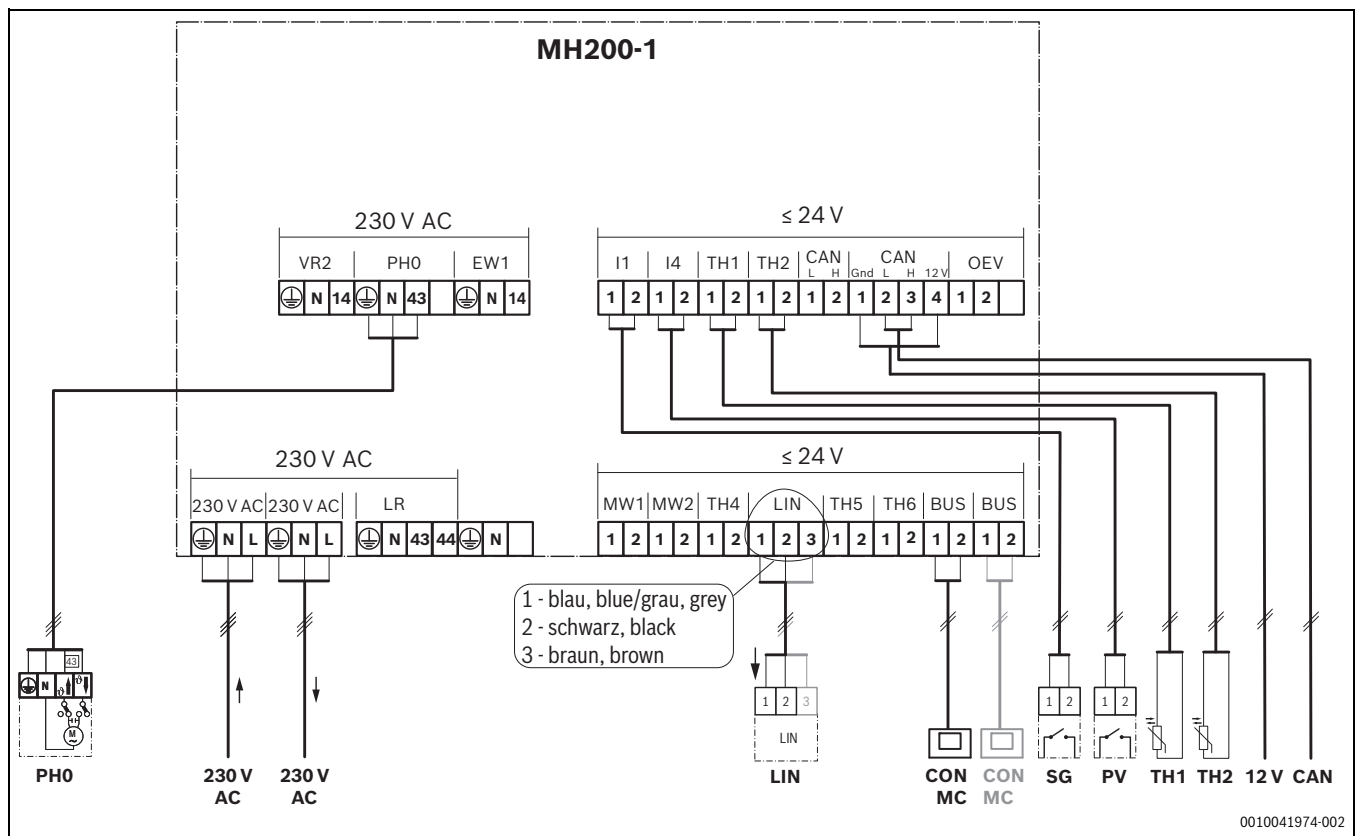 MH200-1
230 V AC
≤ 24 V
VR2 PH0 EW1
I1 I4 TH1 TH2 CAN CAN OEV
L H Gnd L H 12 V
N 14 N 43 N 14
1 2 1 2 1 2 1 2 1 2 1 2 3 4 1 2
230 V AC
≤ 24 V
230 V AC 230 V AC LR
MW1 MW2 TH4 LIN TH5 TH6 BUS BUS
N L N L N 43 44 N
1 2 1 2 1 2 1 2 3 1 2 1 2 1 2 1 2
1 - blau, blue/grau, grey
2 - schwarz, black
3 - braun, brown
43
N ϑ ϑ
M
~
1 2 3
LIN
1 2
1 2
PH0
230 V
AC
230 V
AC
LIN
CON
MC
CON
MC
SG
PV
TH1
TH2
12 V
CAN
0010041974-002